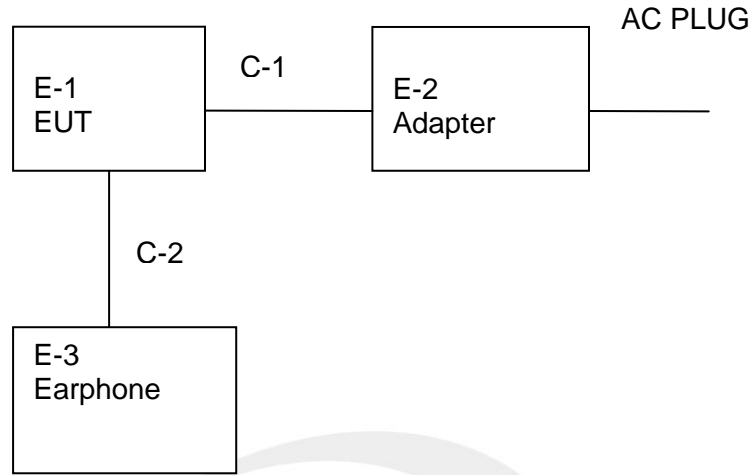 AC PLUG
C-1
E-1
EUT
E-2
Adapter
C-2
E-3
Earphone